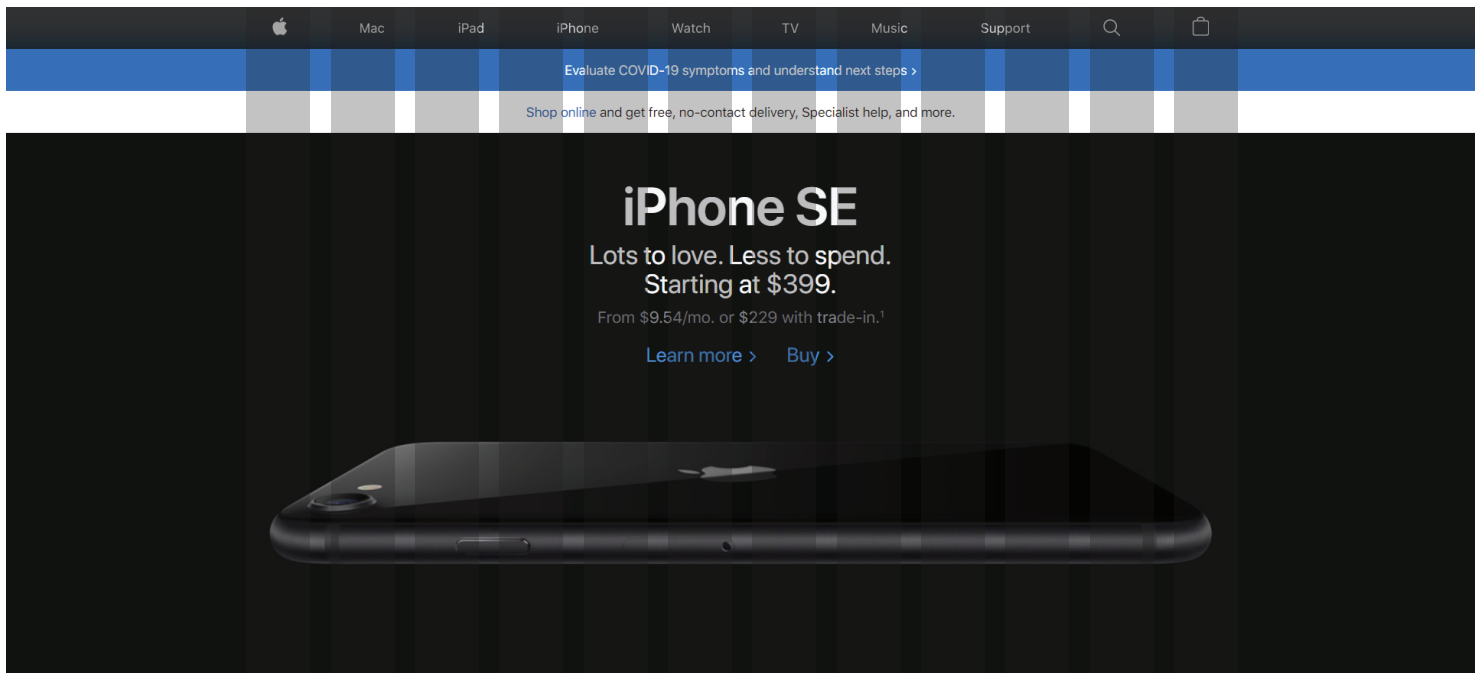 Mac iPad iPhone Watch TV Music Support
Evaluate COVID-19 symptoms and understand next steps >
Shop online and get free, no-contact delivery, Specialist help, and more.
iPhone SE
Lots to love. Less to spend.
Starting at $399.
From $9.54/mo. or $229 with trade-in.¹
Learn more > Buy >